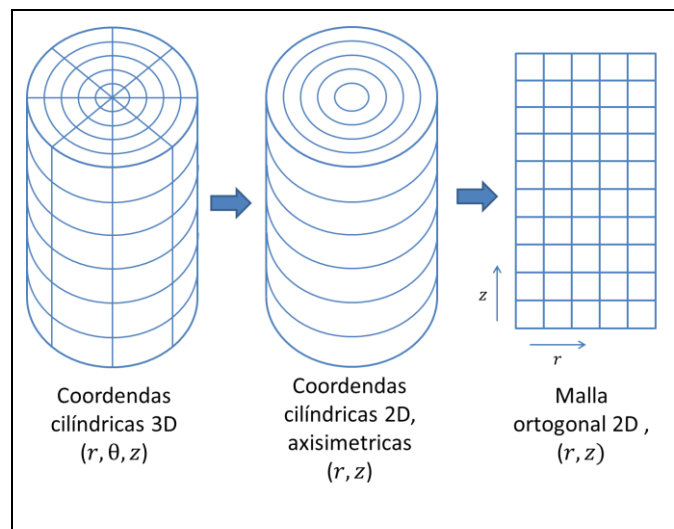 z
r
Coordendas
cilíndricas 3D
(r, θ, z)
Coordendas
cilíndricas 2D,
axisimetricas
(r, z)
Malla
ortogonal 2D ,
(r, z)